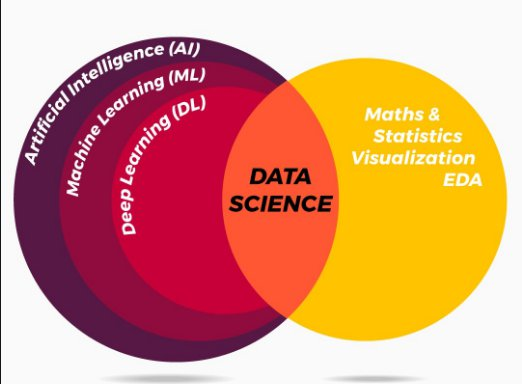 Artificial Intelligence (AI)
Machine Learning (ML)
Deep Learning (DL)
DATA
SCIENCE
Maths &
Statistics
Visualization
EDA